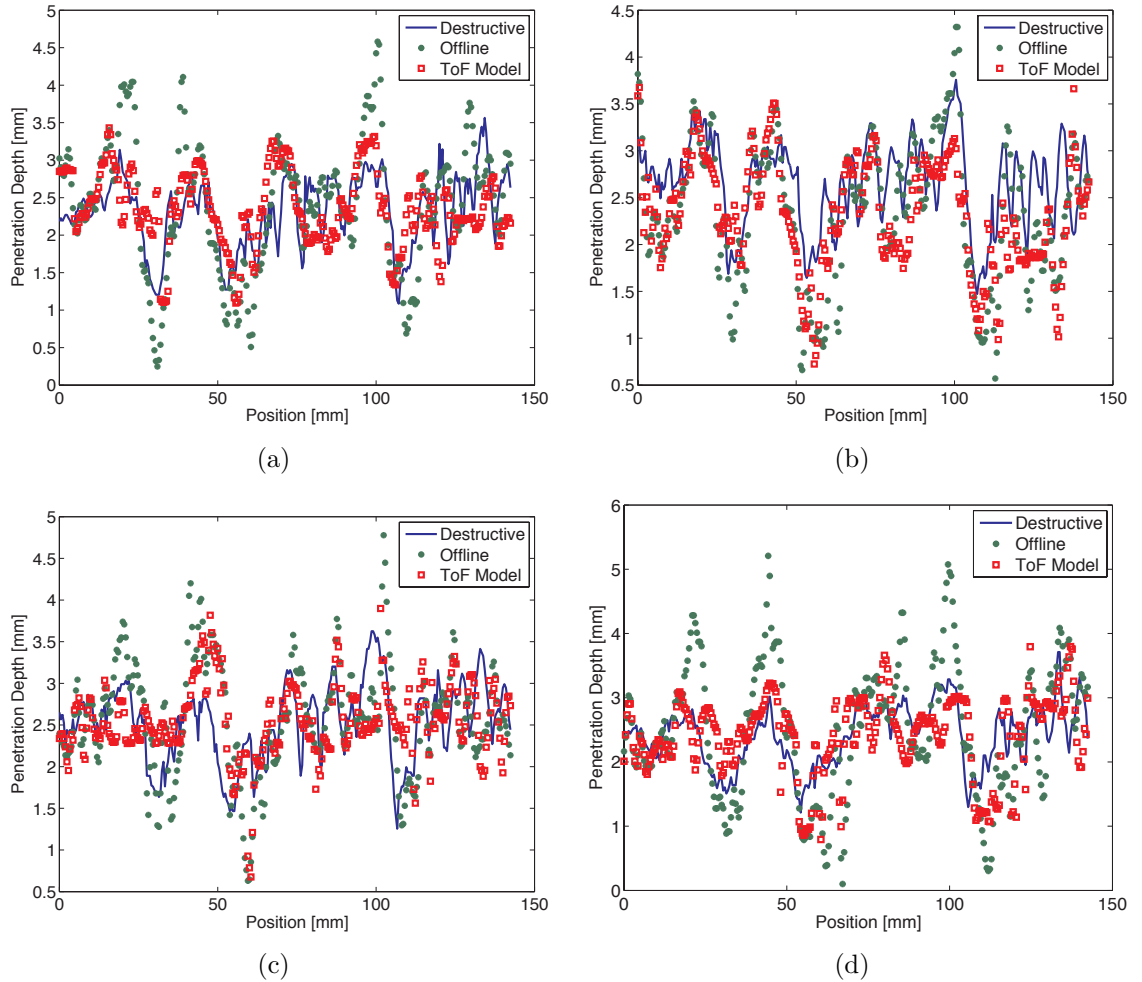 5
4.5
4
3.5
3
2.5
2
1.5
1
0.5
0
Penetration Depth [mm]
0 50 100 150
Position [mm]
Destructive
Offline
ToF Model
(a)
4.5
4
3.5
3
2.5
2
1.5
1
0.5
Penetration Depth [mm]
0 50 100 150
Position [mm]
Destructive
Offline
ToF Model
(b)
5
4.5
4
3.5
3
2.5
2
1.5
1
0.5
Penetration Depth [mm]
0 50 100 150
Position [mm]
Destructive
Offline
ToF Model
(c)
6
5
4
3
2
1
0
Penetration Depth [mm]
0 50 100 150
Position [mm]
Destructive
Offline
ToF Model
(d)